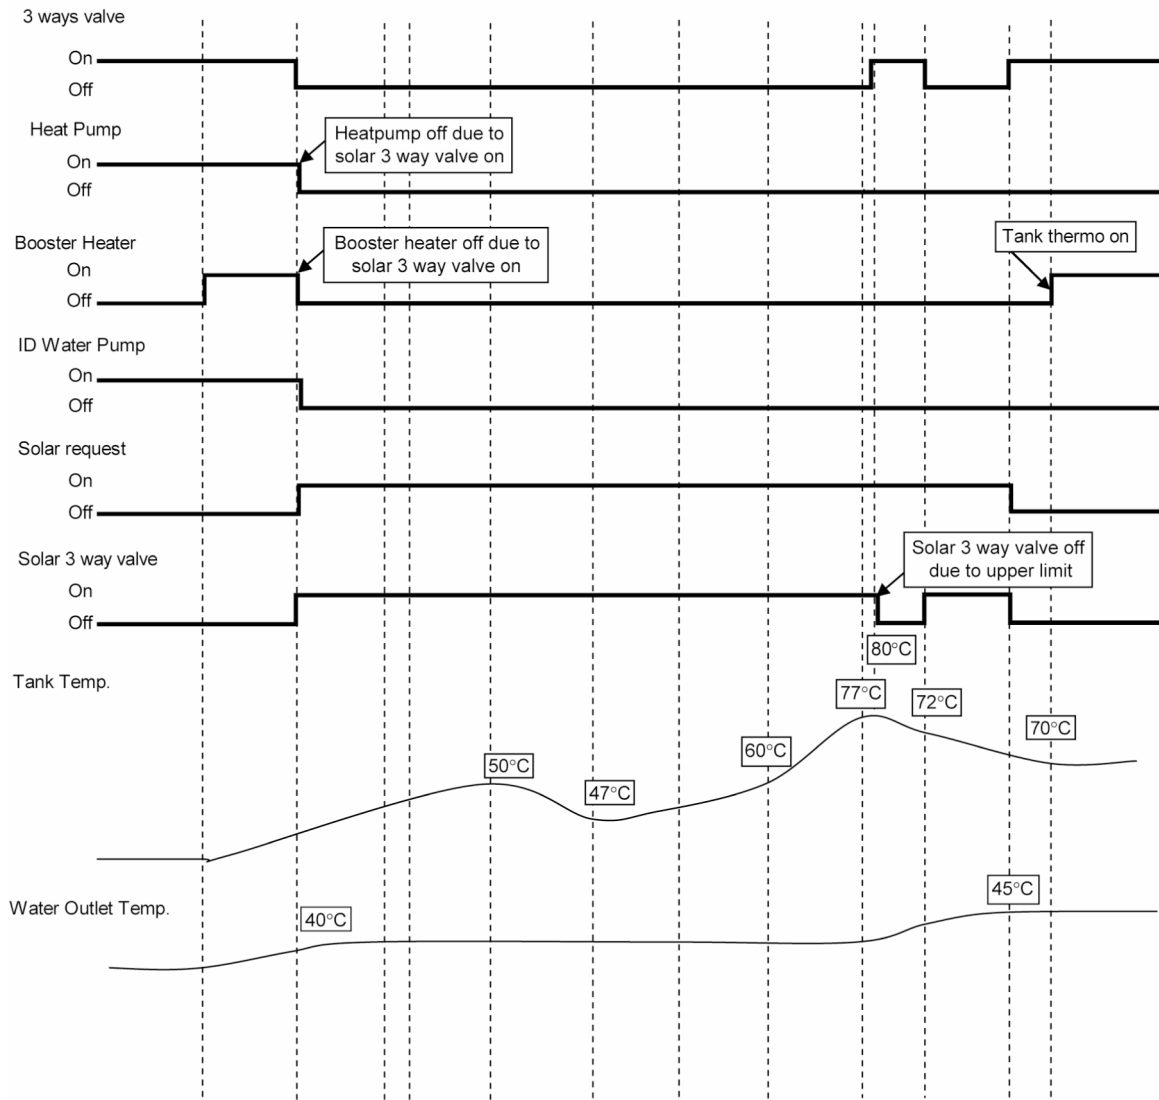 3 ways valve
On
Off
Heat Pump
On
Off
Heatpump off due to
solar 3 way valve on
Booster Heater
On
Off
Booster heater off due to
solar 3 way valve on
Tank thermo on
ID Water Pump
On
Off
Solar request
On
Off
Solar 3 way valve
On
Off
Solar 3 way valve off
due to upper limit
80°C
Tank Temp.
77°C
72°C
70°C
60°C
50°C
47°C
Water Outlet Temp.
40°C
45°C